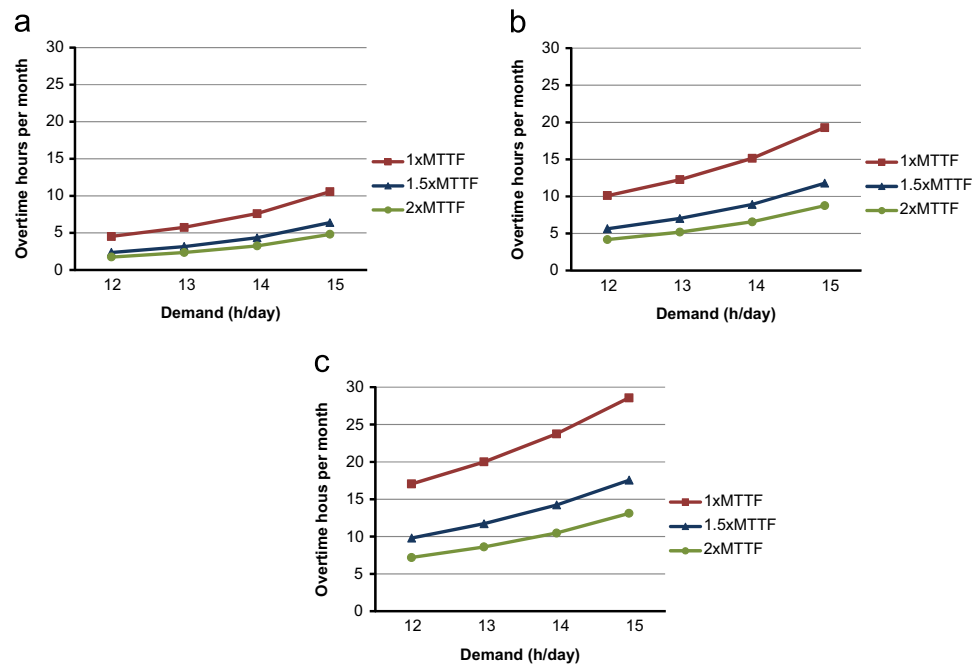 a
Overtime hours per month
30
25
20
15
10
5
0
12 13 14 15
Demand (h/day)
1xMTTF
1.5xMTTF
2xMTTF
b
Overtime hours per month
30
25
20
15
10
5
0
12 13 14 15
Demand (h/day)
1xMTTF
1.5xMTTF
2xMTTF
c
Overtime hous per month
30
25
20
15
10
5
0
12 13 14 15
Demand (h/day)
1xMTTF
1.5xMTTF
2xMTTF